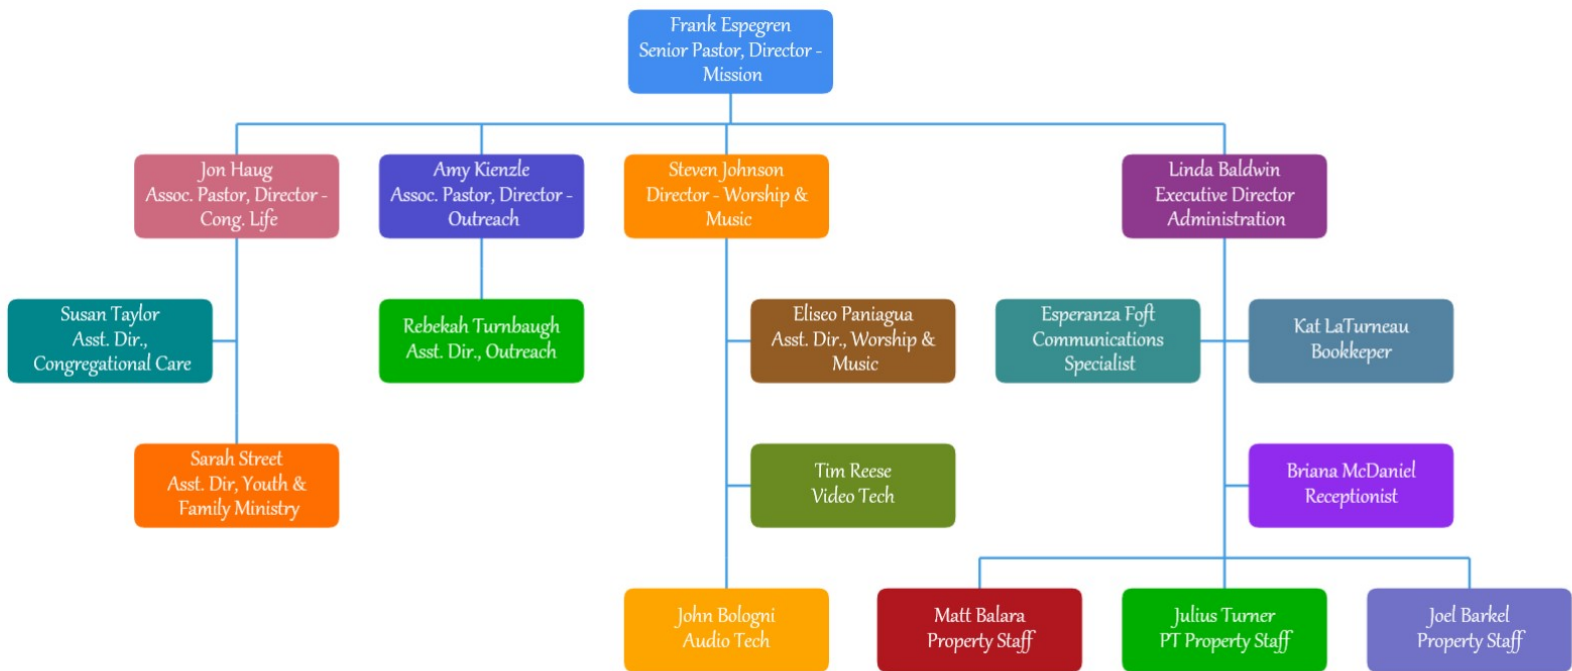 Frank Espegren
Senior Pastor, Director -
Mission
Jon Haug
Assoc. Pastor, Director -
Cong. Life
Amy Kienzle
Assoc. Pastor, Director -
Outreach
Steven Johnson
Director - Worship &
Music
Linda Baldwin
Executive Director
Administration
Susan Taylor
Asst. Dir.,
Congregational Care
Rebekah Turnbaugh
Asst. Dir., Outreach
Eliseo Paniagua
Asst. Dir., Worship &
Music
Esperanza Foft
Communications
Specialist
Kat LaTurneau
Bookkeper
Sarah Street
Asst. Dir, Youth &
Family Ministry
Tim Reese
Video Tech
Briana McDaniel
Receptionist
John Bologni
Audio Tech
Matt Balara
Property Staff
Julius Turner
PT Property Staff
Joel Barkel
Property Staff